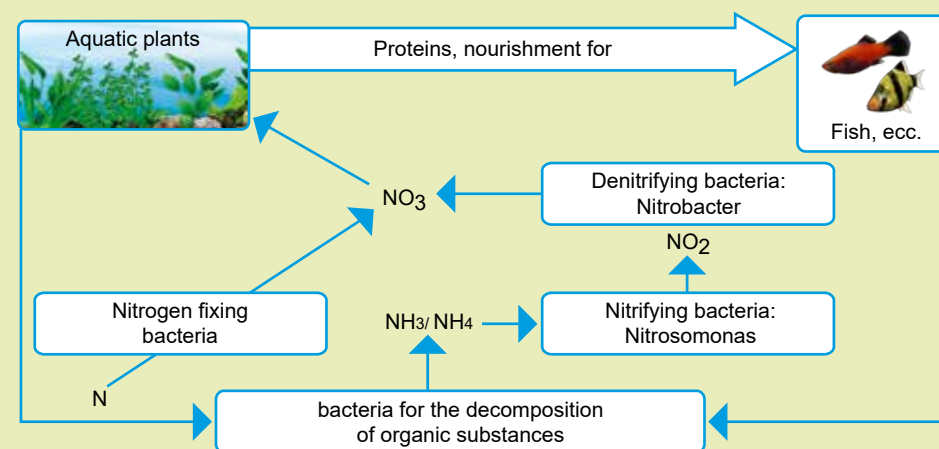 Aquatic plants
Proteins, nourishment for
Fish, ecc.
Denitrifying bacteria:
Nitrobacter
NO3
NO2
Nitrogen fixing
bacteria
NH3/ NH4
Nitrifying bacteria:
Nitrosomonas
N
bacteria for the decomposition
of organic substances